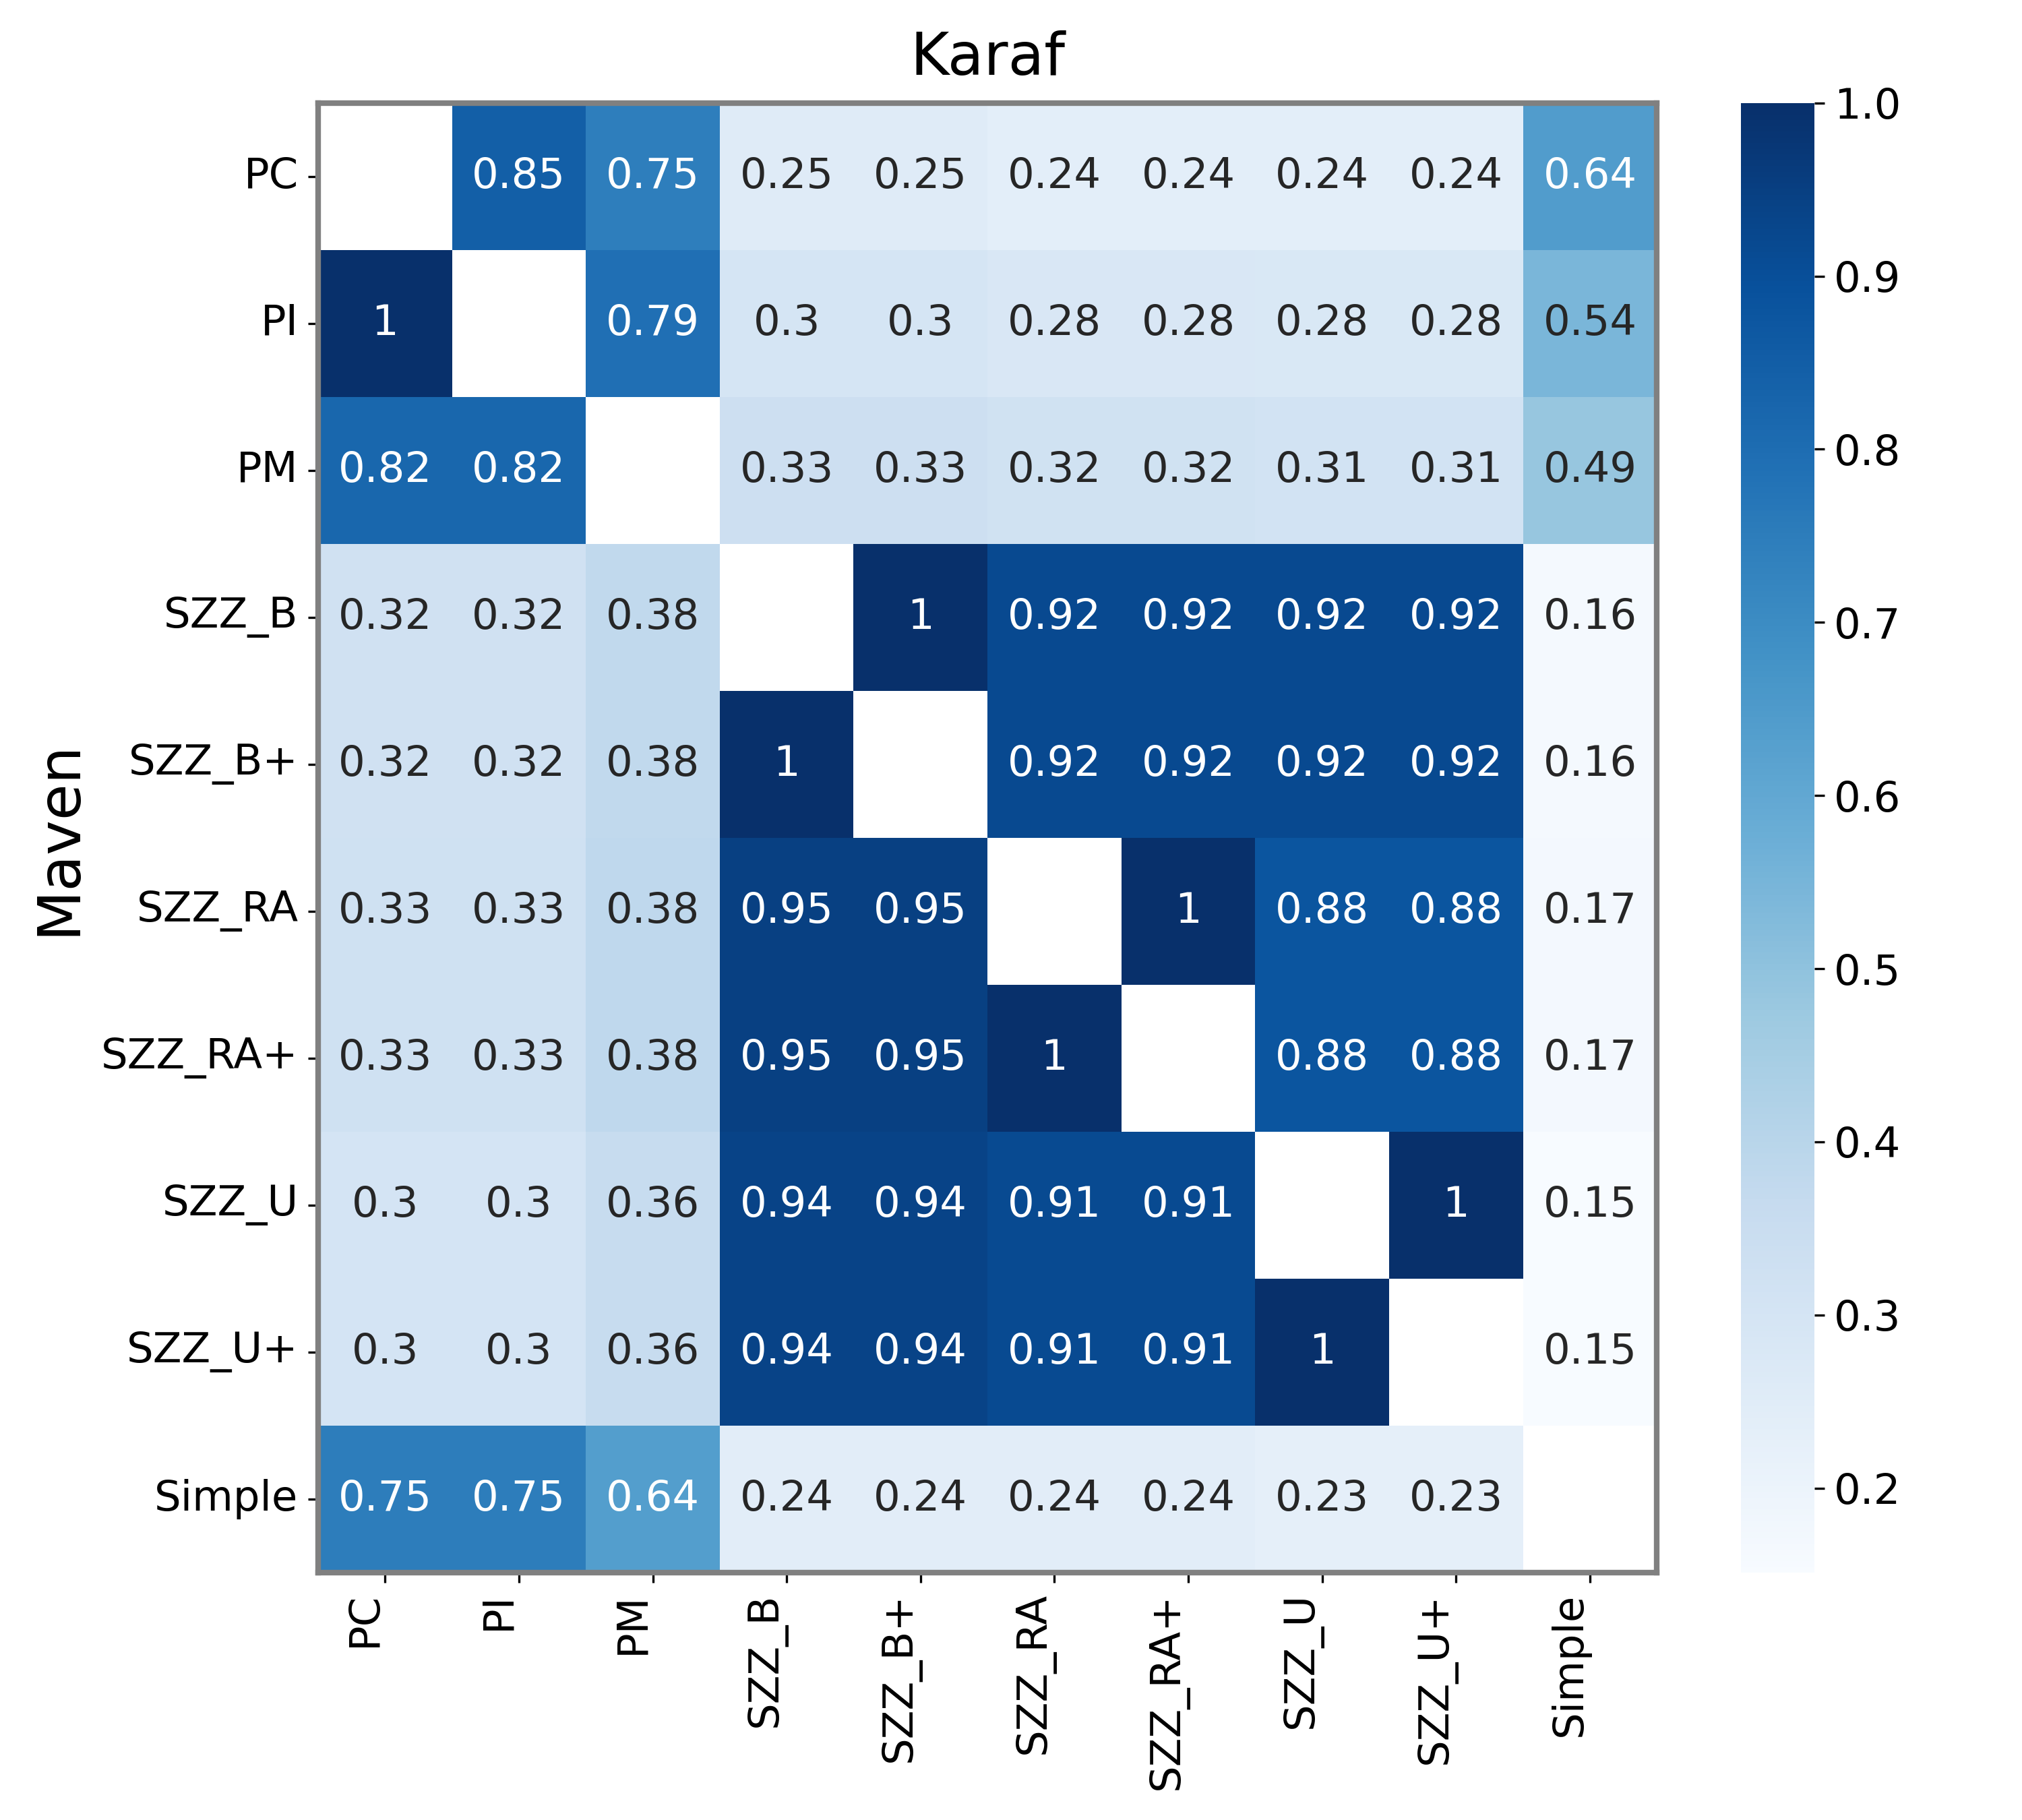 Karaf
1.0
PC 0.85 0.75 0.25 0.25 0.24 0.24 0.24 0.24 0.64
0.9
PI 1 0.79 0.3 0.3 0.28 0.28 0.28 0.28 0.54
0.8
PM 0.82 0.82 0.33 0.33 0.32 0.32 0.31 0.31 0.49
SZZ_B 0.32 0.32 0.38 1 0.92 0.92 0.92 0.92 0.16
0.7
Maven
SZZ_B+ 0.32 0.32 0.38 1 0.92 0.92 0.92 0.92 0.16
0.6
SZZ_RA 0.33 0.33 0.38 0.95 0.95 1 0.88 0.88 0.17
0.5
SZZ_RA+ 0.33 0.33 0.38 0.95 0.95 1 0.88 0.88 0.17
0.4
SZZ_U 0.3 0.3 0.36 0.94 0.94 0.91 0.91 1 0.15
0.3
SZZ_U+ 0.3 0.3 0.36 0.94 0.94 0.91 0.91 1 0.15
0.2
Simple 0.75 0.75 0.64 0.24 0.24 0.24 0.24 0.23 0.23
PC PI PM SZZ_B SZZ_B+ SZZ_RA SZZ_RA+ SZZ_U SZZ_U+ Simple